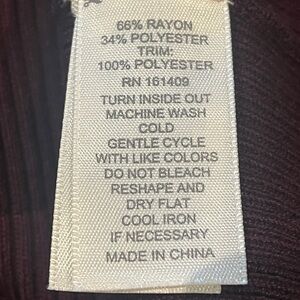 66% RAYON
34% POLYESTER
TRIM:
100% POLYESTER
RN 161409
TURN INSIDE OUT
MACHINE WASH
COLD
GENTLE CYCLE
WITH LIKE COLORS
DO NOT BLEACH
RESHAPE AND
DRY FLAT
COOL IRON
IF NECESSARY
MADE IN CHINA